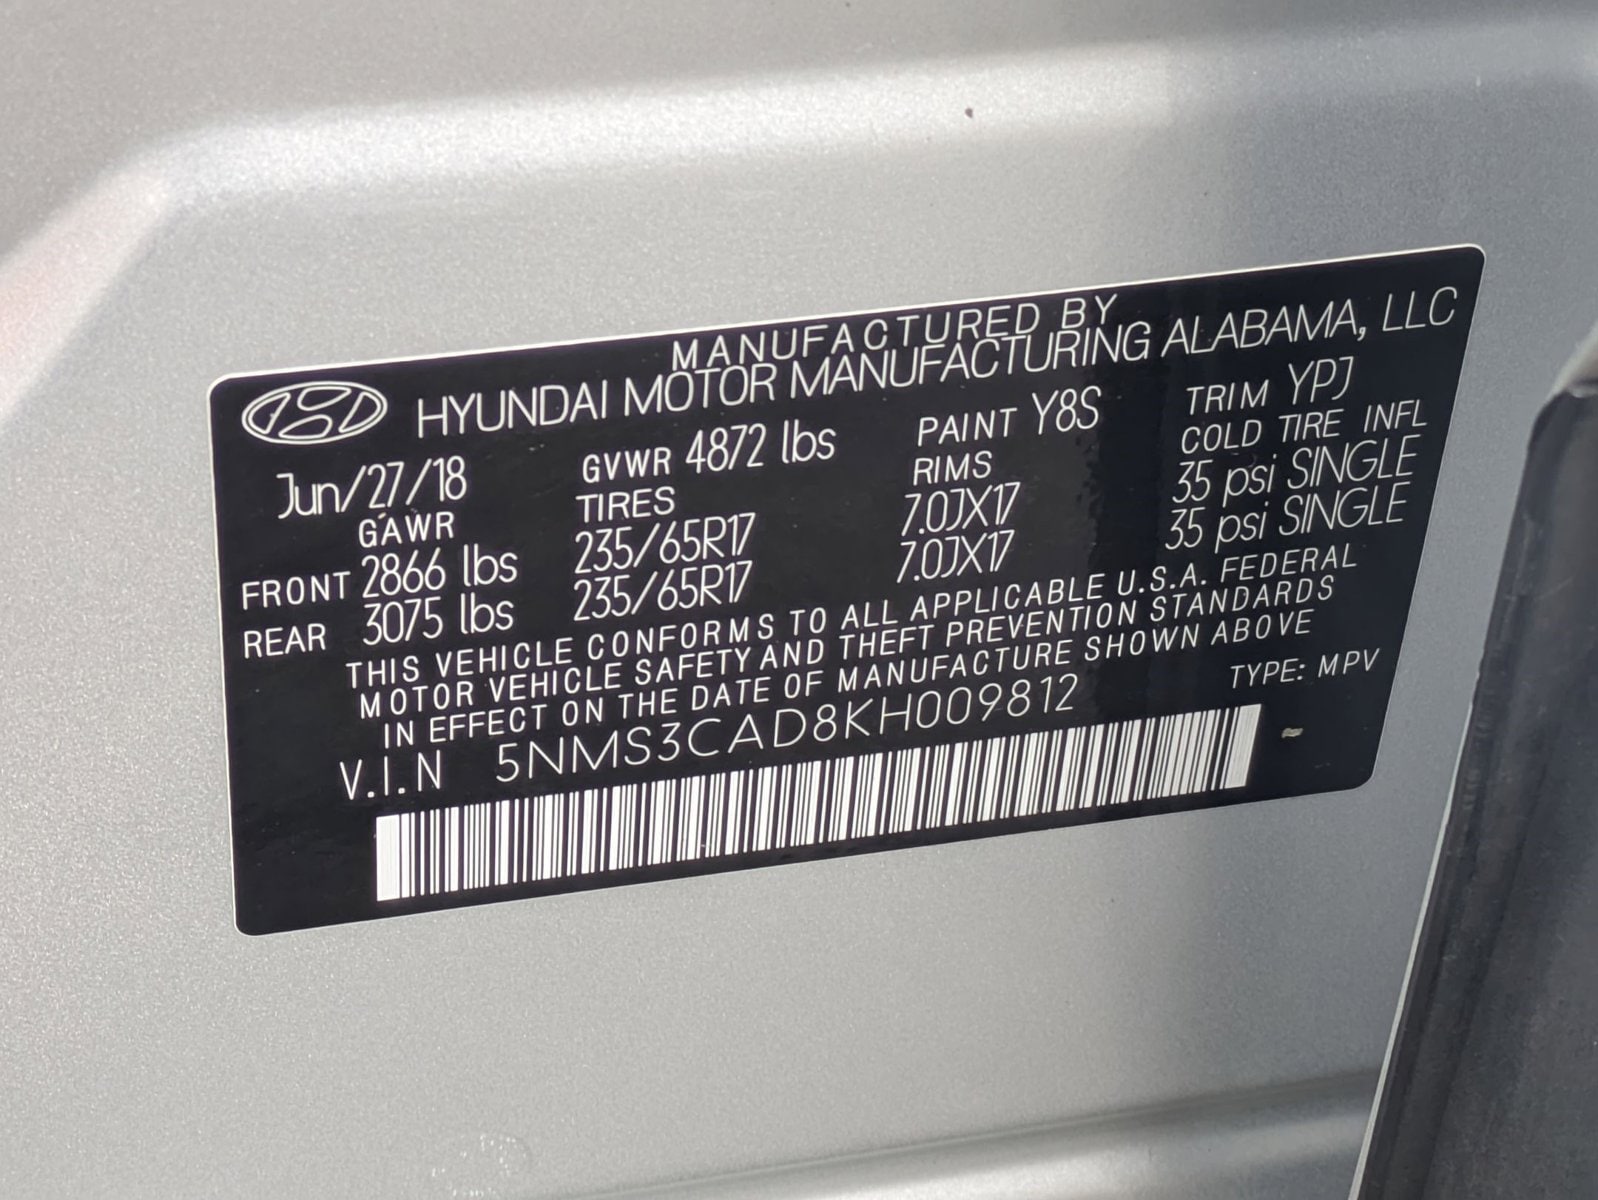 MANUFACTURED BY
HYUNDAI MOTOR MANUFACTURING ALABAMA, LLC
Jun/27/18 GVWR 4872 lbs PAINT Y8S TRIM YPJ
GAWR TIRES RIMS COLD TIRE INFL
FRONT 2866 lbs 235/65R17 7.0JX17 35 psi SINGLE
REAR 3075 lbs 235/65R17 7.0JX17 35 psi SINGLE
THIS VEHICLE CONFORMS TO ALL APPLICABLE U.S.A. FEDERAL
MOTOR VEHICLE SAFETY AND THEFT PREVENTION STANDARDS
IN EFFECT ON THE DATE OF MANUFACTURE SHOWN ABOVE
V.I.N 5NMS3CAD8KH009812 TYPE: MPV